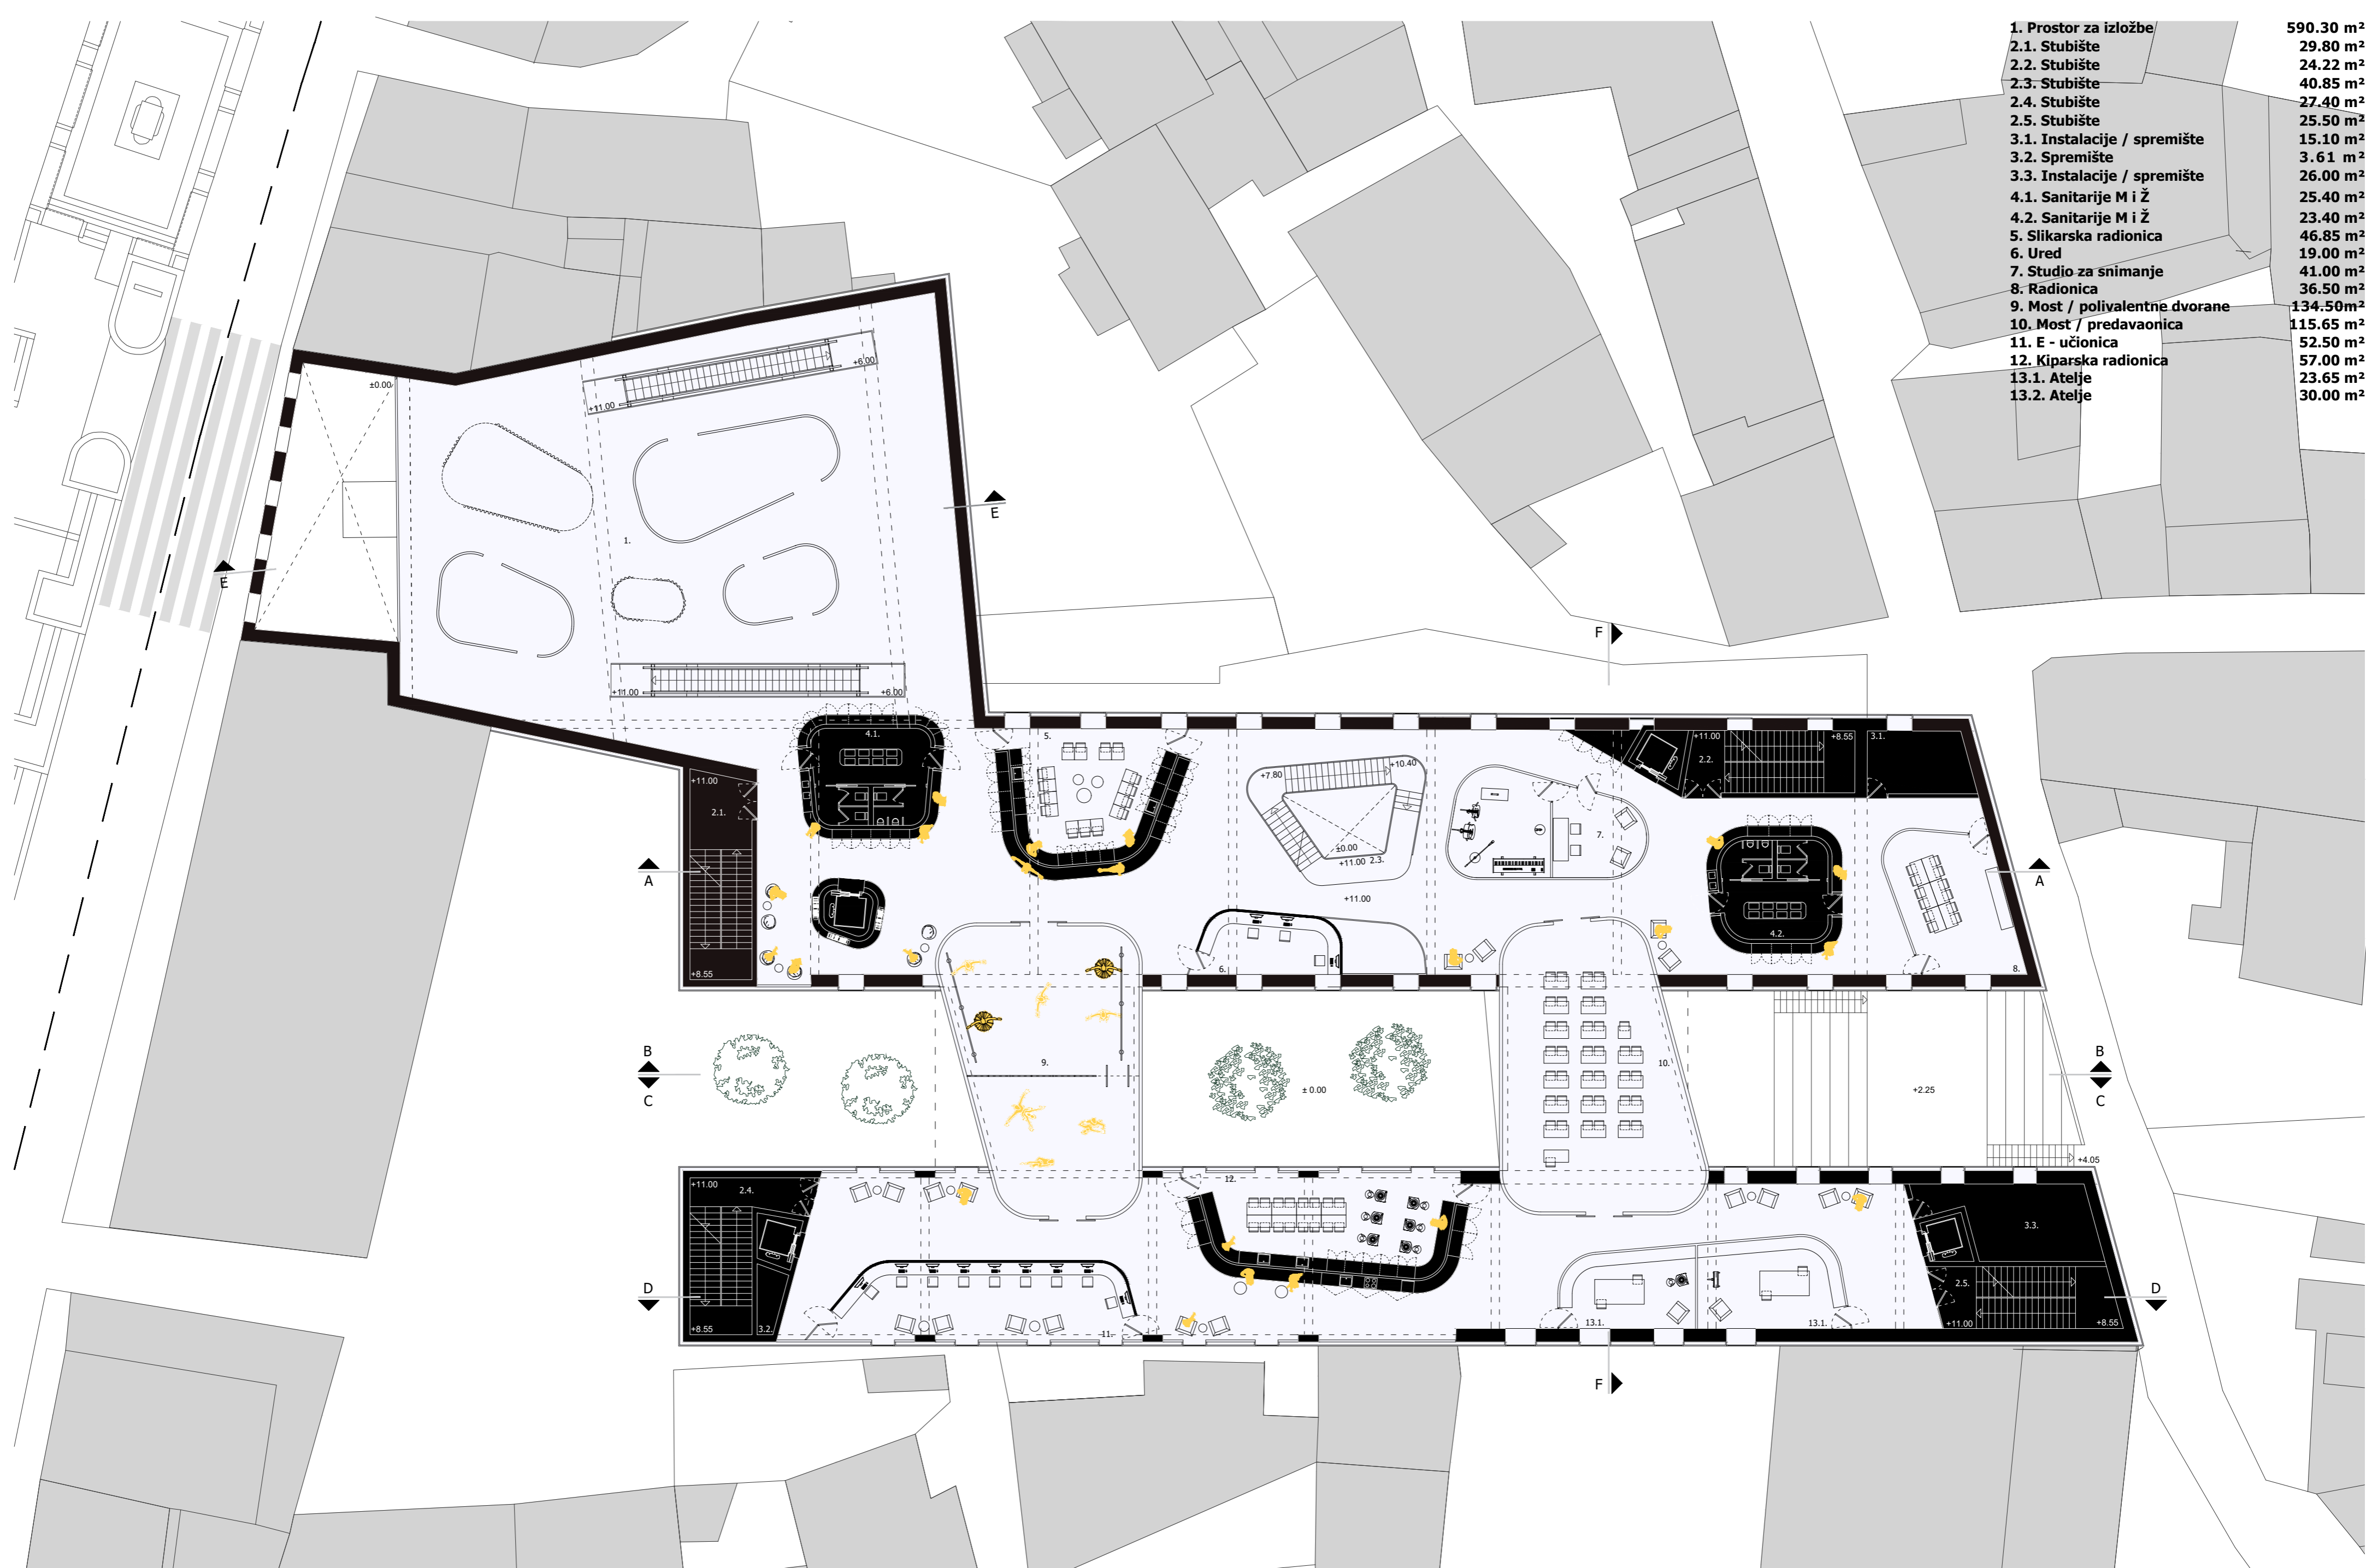 1. Prostor za izložbe 590.30 m²
2.1. Stubište 29.80 m²
2.2. Stubište 24.22 m²
2.3. Stubište 40.85 m²
2.4. Stubište 27.40 m²
2.5. Stubište 25.50 m²
3.1. Instalacije / spremište 15.10 m²
3.2. Spremište 3.61 m²
3.3. Instalacije / spremište 26.00 m²
4.1. Sanitarije M i Ž 25.40 m²
4.2. Sanitarije M i Ž 23.40 m²
5. Slikarska radionica 46.85 m²
6. Ured 19.00 m²
7. Studio za snimanje 41.00 m²
8. Radionica 36.50 m²
9. Most / polivalentne dvorane 134.50m²
10. Most / predavaonica 115.65 m²
11. E - učionica 52.50 m²
12. Kiparska radionica 57.00 m²
13.1. Atelje 23.65 m²
13.2. Atelje 30.00 m²
±0.00
+6.00
+11.00
E
1.
E
F
+11.00
+6.00
4.1.
5.
+11.00
2.2.
+8.55
3.1.
+11.00
2.1.
+7.80
+10.40
7.
±0.00
+11.00 2.3.
A
A
+11.00
4.2.
+8.55
6.
8.
B
C
9.
± 0.00
10.
+2.25
B
C
+4.05
+11.00
2.4.
12.
3.3.
2.5.
D
D
+8.55
3.2.
11.
13.1.
13.1.
+11.00
+8.55
F